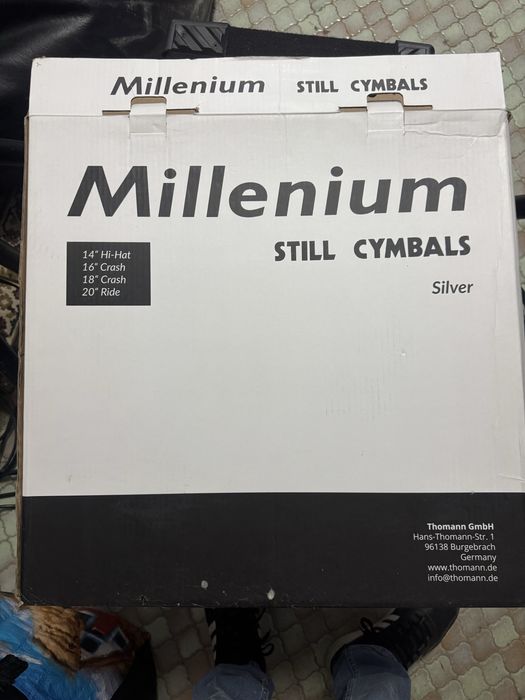 Millenium STILL CYMBALS
Millenium
STILL CYMBALS
14" Hi-Hat
16" Crash
18" Crash
20" Ride
Silver
Thomann GmbH
Hans-Thomann-Str. 1
96138 Burgebrach
Germany
www.thomann.de
info@thomann.de